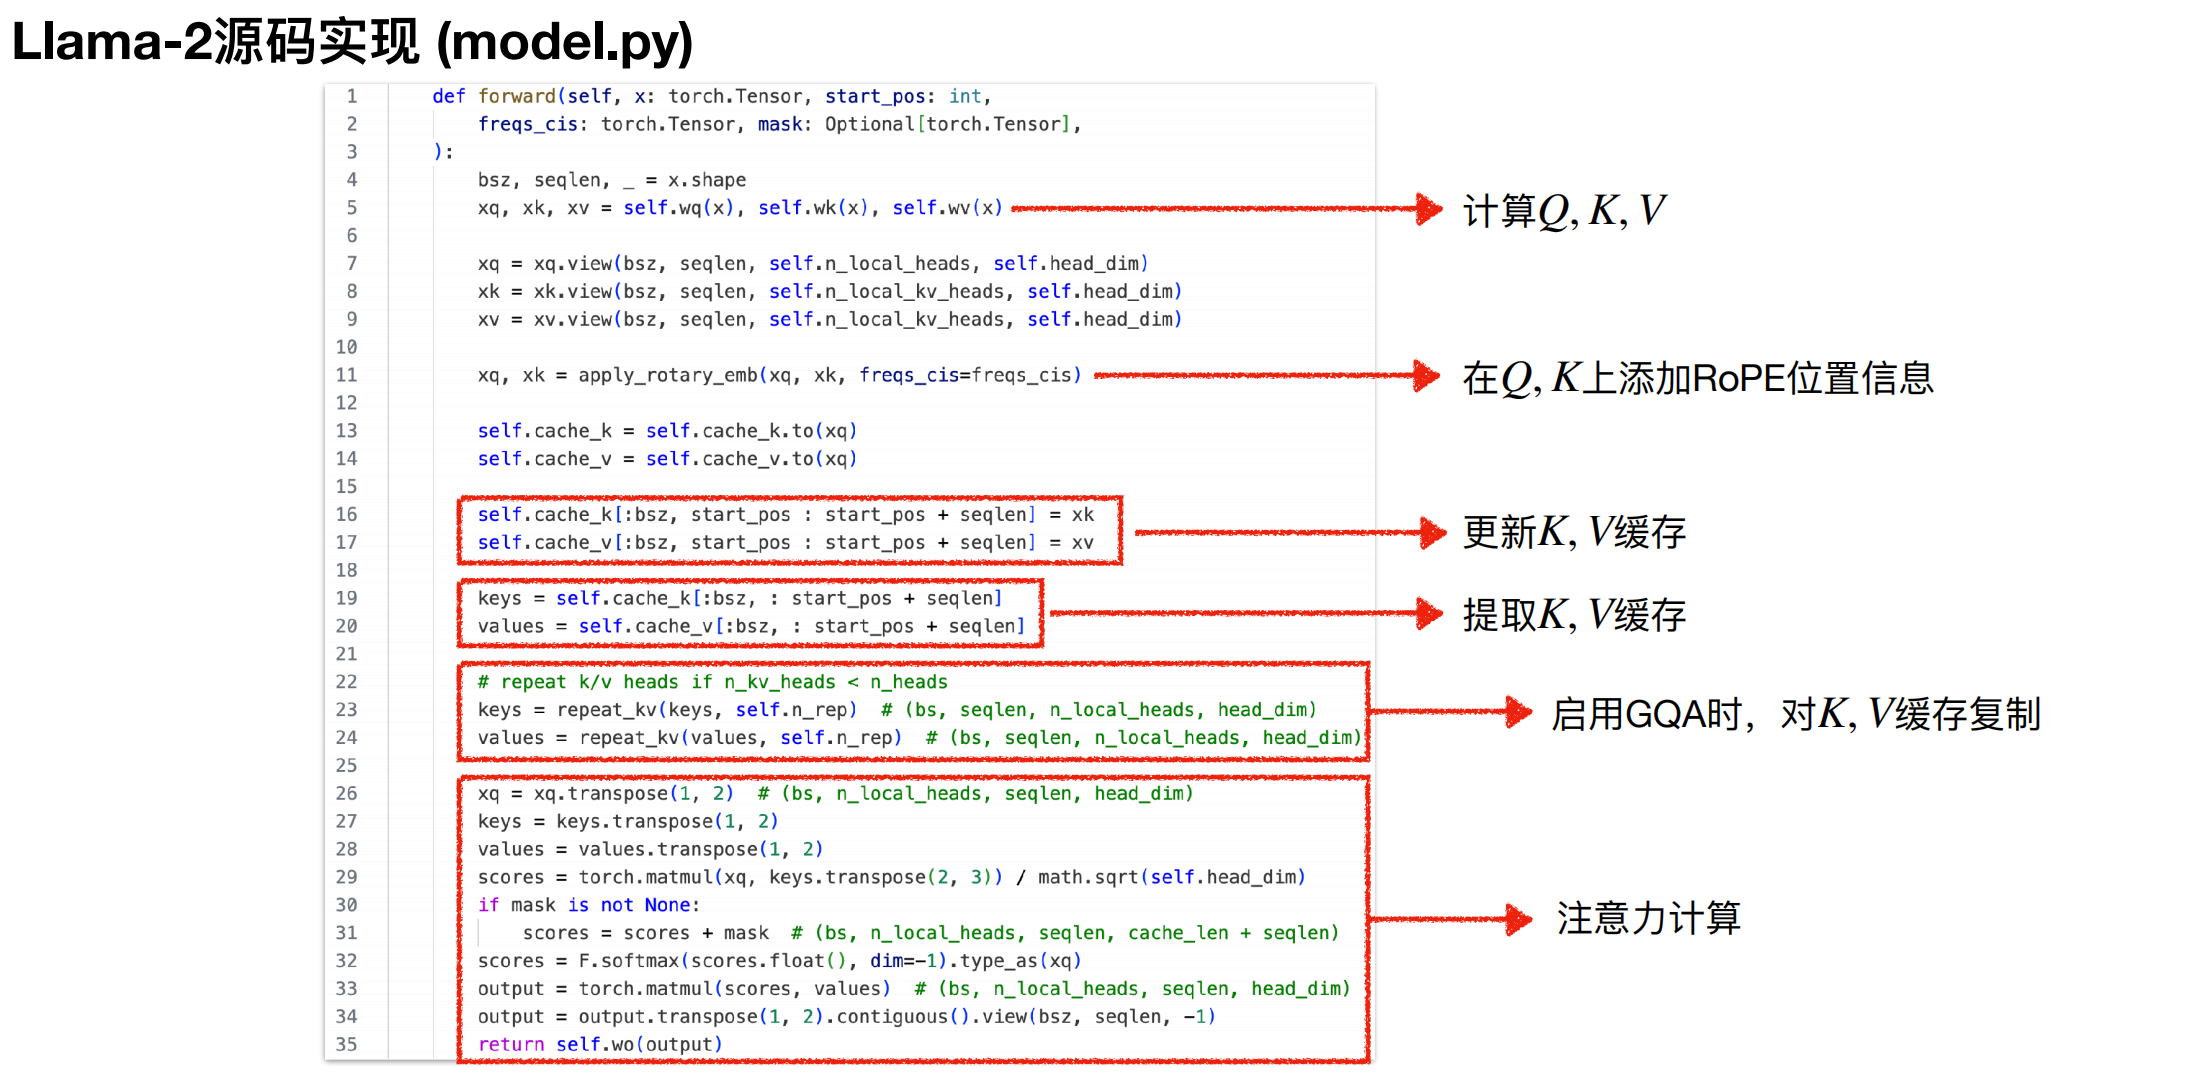 Llama-2源码实现 (model.py)
1 def forward(self, x: torch.Tensor, start_pos: int,
2 freqs_cis: torch.Tensor, mask: Optional[torch.Tensor],
3 ):
4 bsz, seqlen, _ = x.shape
5 xq, xk, xv = self.wq(x), self.wk(x), self.wv(x)
计算Q, K, V
6
7 xq = xq.view(bsz, seqlen, self.n_local_heads, self.head_dim)
8 xk = xk.view(bsz, seqlen, self.n_local_kv_heads, self.head_dim)
9 xv = xv.view(bsz, seqlen, self.n_local_kv_heads, self.head_dim)
10
11 xq, xk = apply_rotary_emb(xq, xk, freqs_cis=freqs_cis)
在Q, K上添加RoPE位置信息
12
13 self.cache_k = self.cache_k.to(xq)
14 self.cache_v = self.cache_v.to(xq)
15
16 self.cache_k[:bsz, start_pos : start_pos + seqlen] = xk
17 self.cache_v[:bsz, start_pos : start_pos + seqlen] = xv
更新K, V缓存
18
19 keys = self.cache_k[:bsz, : start_pos + seqlen]
20 values = self.cache_v[:bsz, : start_pos + seqlen]
提取K, V缓存
21
22 # repeat k/v heads if n_kv_heads < n_heads
23 keys = repeat_kv(keys, self.n_rep)  # (bs, seqlen, n_local_heads, head_dim)
24 values = repeat_kv(values, self.n_rep)  # (bs, seqlen, n_local_heads, head_dim)
启用GQA时，对K, V缓存复制
25
26 xq = xq.transpose(1, 2)  # (bs, n_local_heads, seqlen, head_dim)
27 keys = keys.transpose(1, 2)
28 values = values.transpose(1, 2)
29 scores = torch.matmul(xq, keys.transpose(2, 3)) / math.sqrt(self.head_dim)
30 if mask is not None:
31 scores = scores + mask  # (bs, n_local_heads, seqlen, cache_len + seqlen)
32 scores = F.softmax(scores.float(), dim=-1).type_as(xq)
33 output = torch.matmul(scores, values)  # (bs, n_local_heads, seqlen, head_dim)
34 output = output.transpose(1, 2).contiguous().view(bsz, seqlen, -1)
35 return self.wo(output)
注意力计算